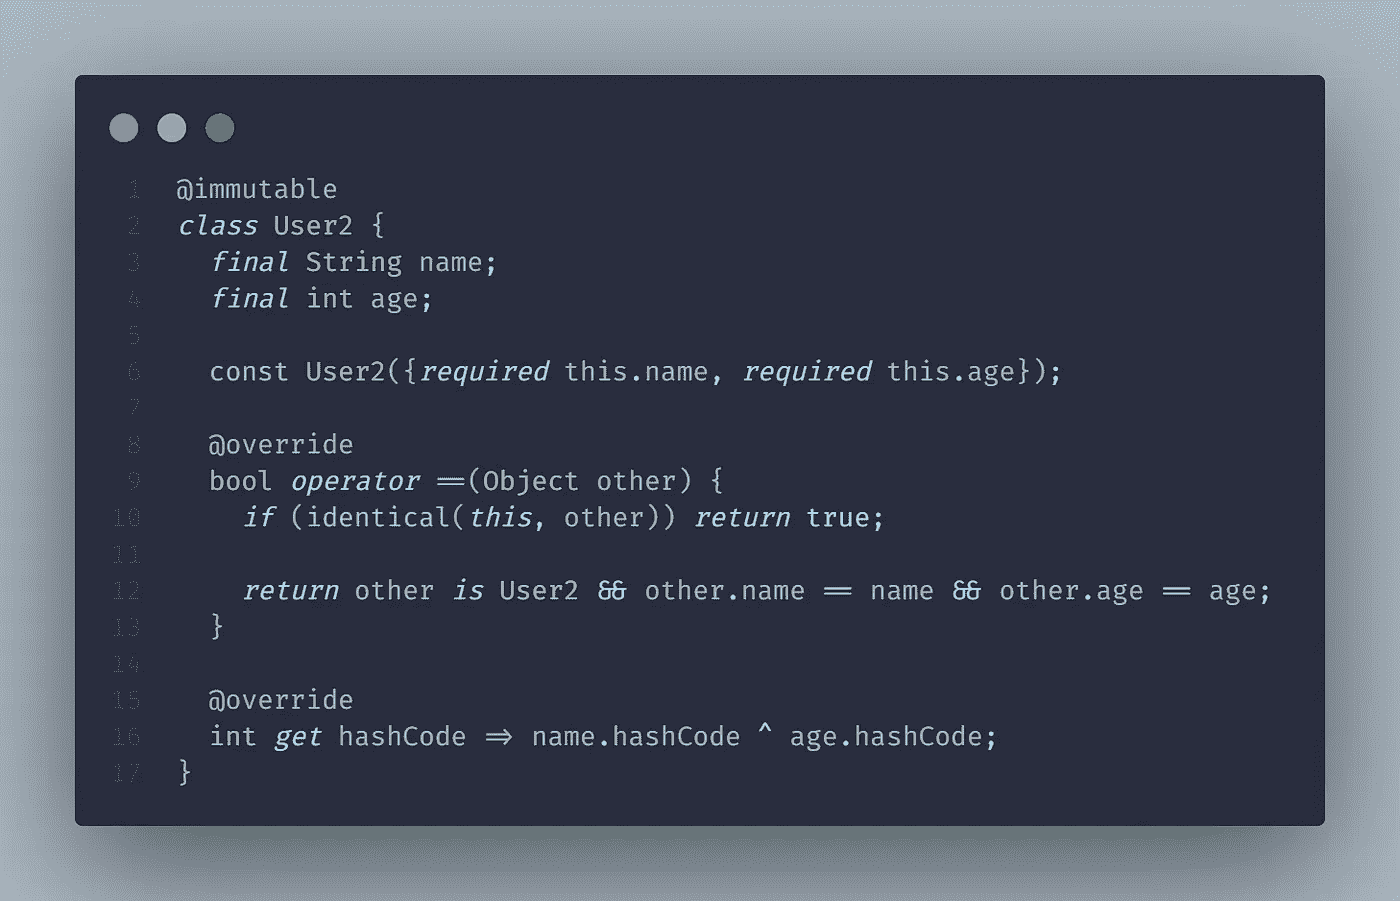 1 @immutable
2 class User2 {
3   final String name;
4   final int age;
5
6   const User2({required this.name, required this.age});
7
8   @override
9   bool operator ==(Object other) {
10     if (identical(this, other)) return true;
11
12     return other is User2 && other.name == name && other.age == age;
13   }
14
15   @override
16   int get hashCode => name.hashCode ^ age.hashCode;
17 }